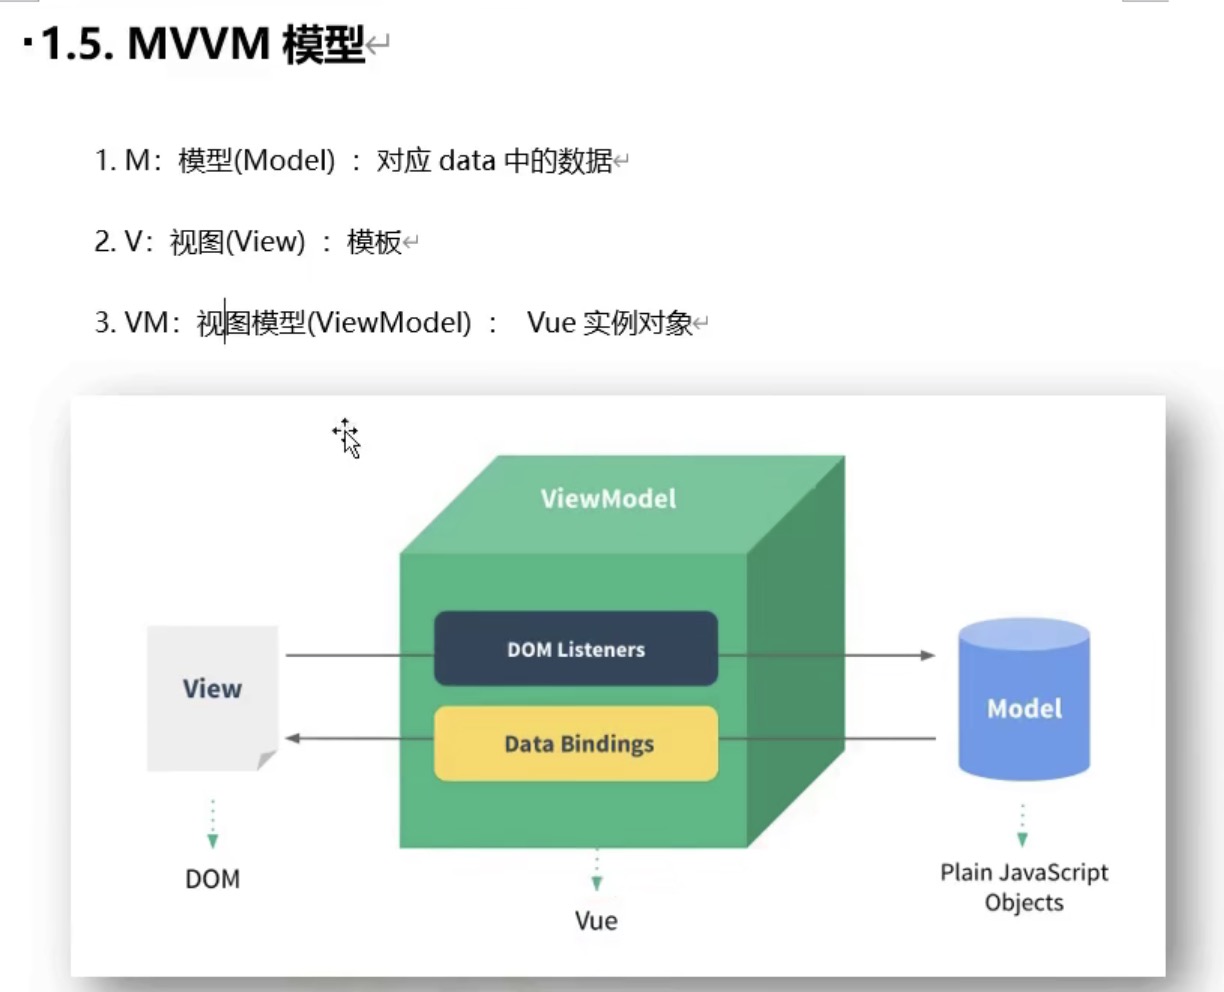 ·1.5. MVVM 模型↵
1. M：模型(Model) ：对应 data 中的数据↵
2. V：视图(View) ：模板↵
3. VM：视图模型(ViewModel) ： Vue 实例对象↵
ViewModel
DOM Listeners
View
Model
Data Bindings
DOM
Plain JavaScript
Objects
Vue